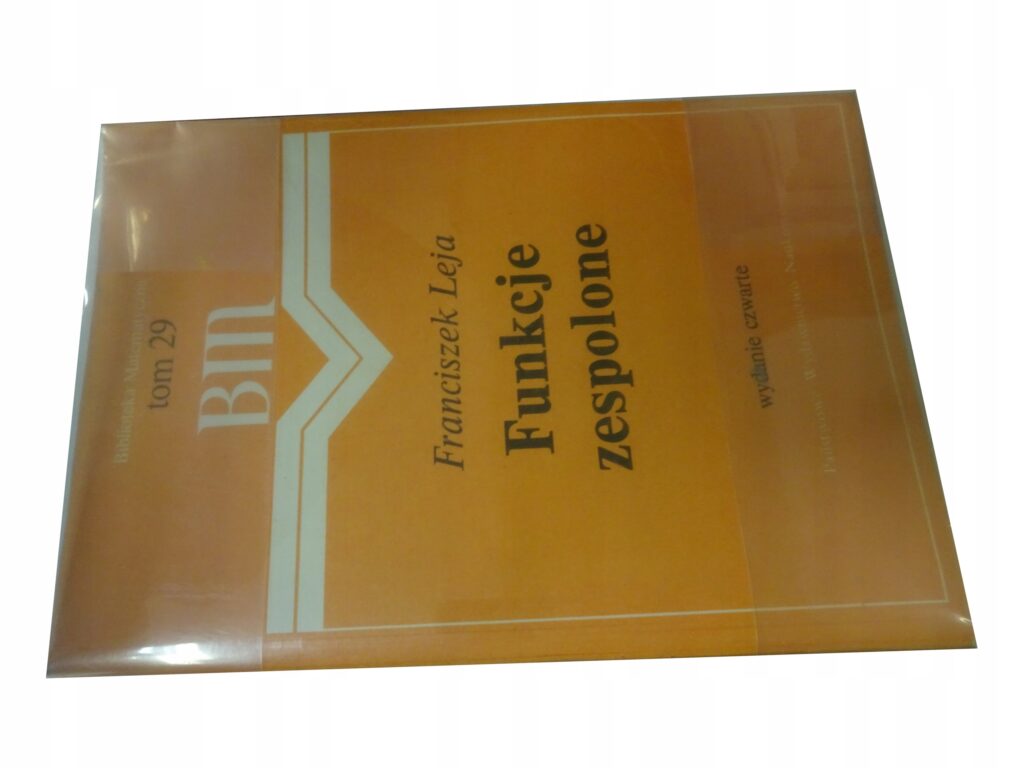 Biblioteka Matematyczna
tom 29
BM
Franciszek Leja
Funkcje
zespolone
wydanie czwarte
Państwowe Wydawnictwo Naukowe